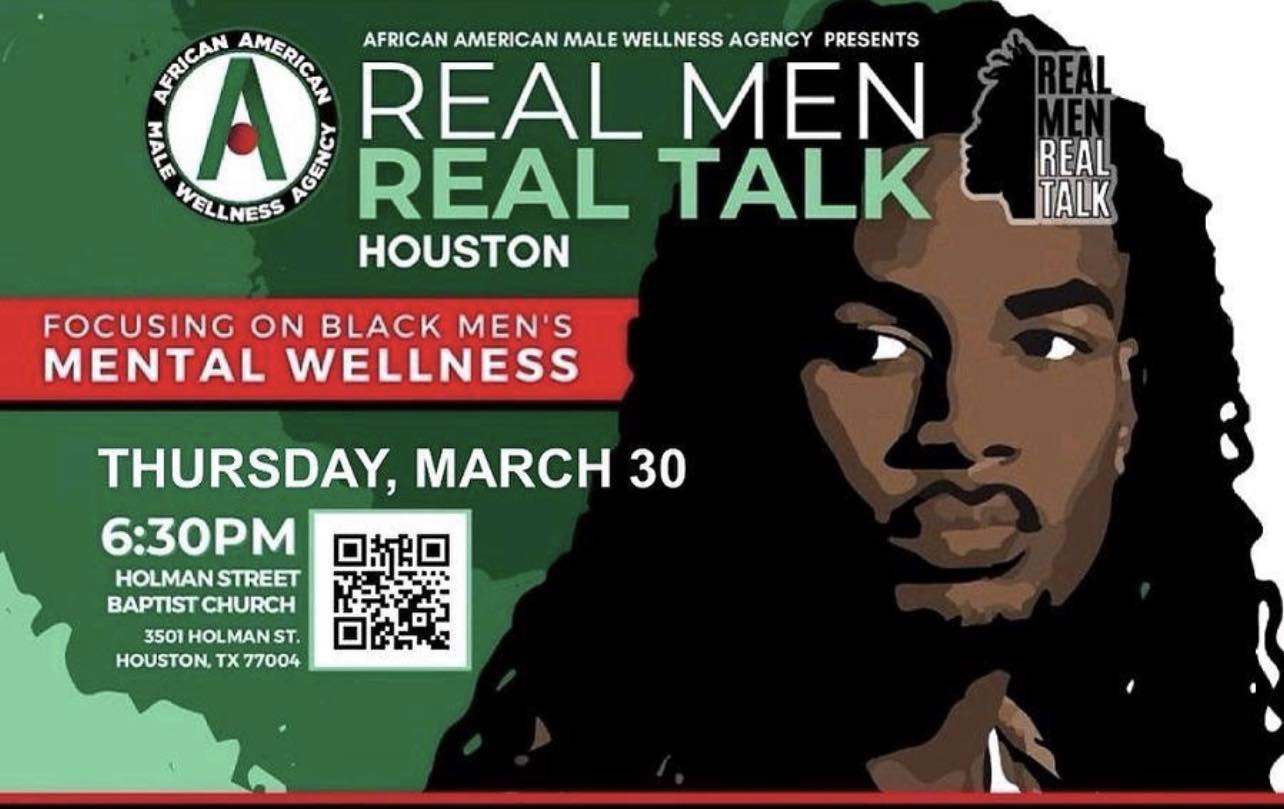 AFRICAN AMERICAN
MALE WELLNESS AGENCY
A
AFRICAN AMERICAN MALE WELLNESS AGENCY PRESENTS
REAL MEN
REAL TALK
HOUSTON
REAL
MEN
REAL
TALK
FOCUSING ON BLACK MEN'S
MENTAL WELLNESS
THURSDAY, MARCH 30
6:30PM
HOLMAN STREET
BAPTIST CHURCH
3501 HOLMAN ST.
HOUSTON, TX 77004